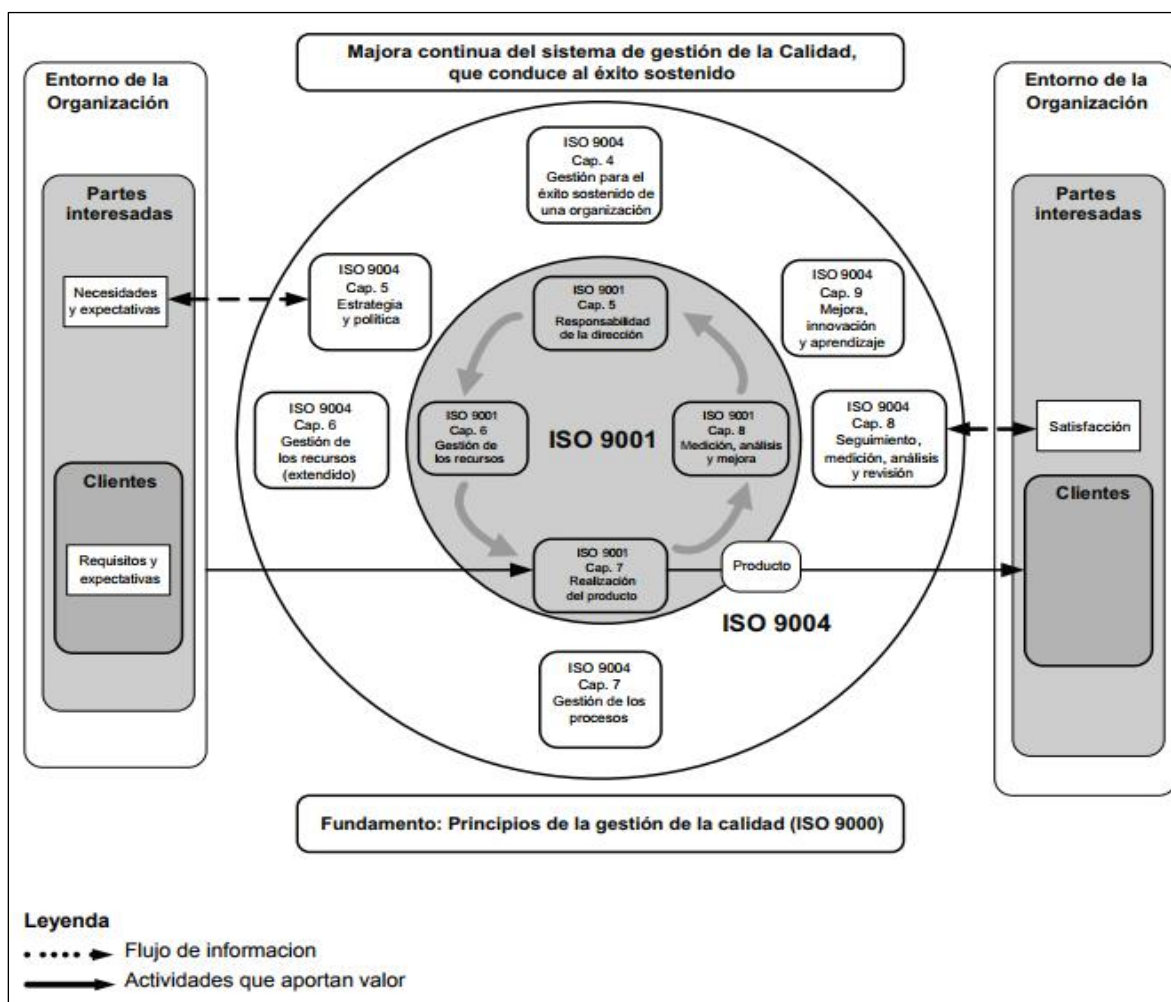 Majora continua del sistema de gestión de la Calidad,
que conduce al éxito sostenido
Entorno de la
Organización
Partes
interesadas
Necesidades
y expectativas
Clientes
Requisitos y
expectativas
ISO 9004
Cap. 4
Gestión para el
éxito sostenido de
una organización
ISO 9004
Cap. 5
Estrategia
y política
ISO 9004
Cap. 9
Mejora,
innovación
y aprendizaje
ISO 9004
Cap. 6
Gestión de
los recursos
(extendido)
ISO 9004
Cap. 8
Seguimiento,
medición, análisis
y revisión
ISO 9001
Cap. 5
Responsabilidad
de la dirección
ISO 9001
Cap. 6
Gestión de
los recursos
ISO 9001
ISO 9001
Cap. 8
Medición, análisis
y mejora
ISO 9001
Cap. 7
Realización
del producto
Producto
ISO 9004
ISO 9004
Cap. 7
Gestión de los
procesos
Entorno de la
Organización
Partes
interesadas
Satisfacción
Clientes
Fundamento: Principios de la gestión de la calidad (ISO 9000)
Leyenda
Flujo de informacion
Actividades que aportan valor